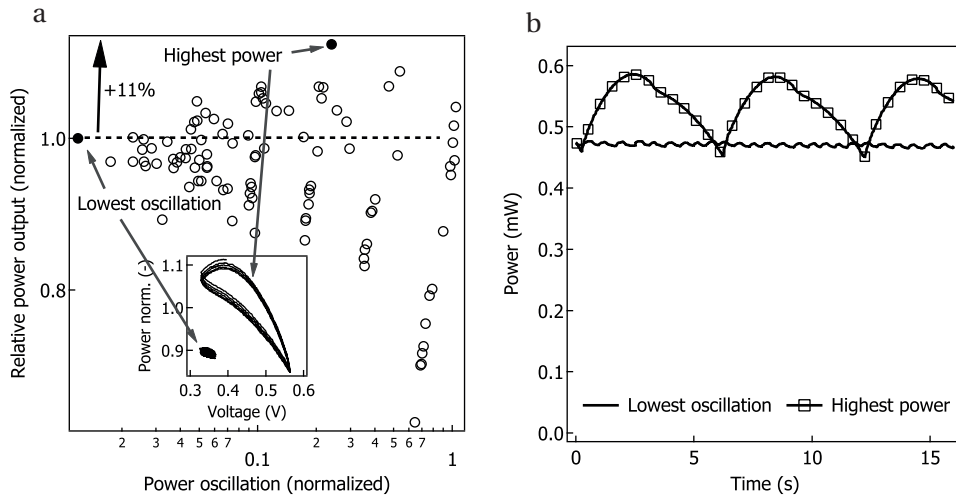 a
Relative power output (normalized)
1.0
0.8
+11%
Highest power
Lowest oscillation
Power norm. (-)
1.1
1.0
0.9
0.3 0.4 0.5 0.6
Voltage (V)
2 3 4 5 6 7 2 3 4 5 6 7
0.1 1
Power oscillation (normalized)
b
Power (mW)
0.6
0.5
0.4
0.3
0.2
0.1
0.0
Lowest oscillation Highest power
0 5 10 15
Time (s)